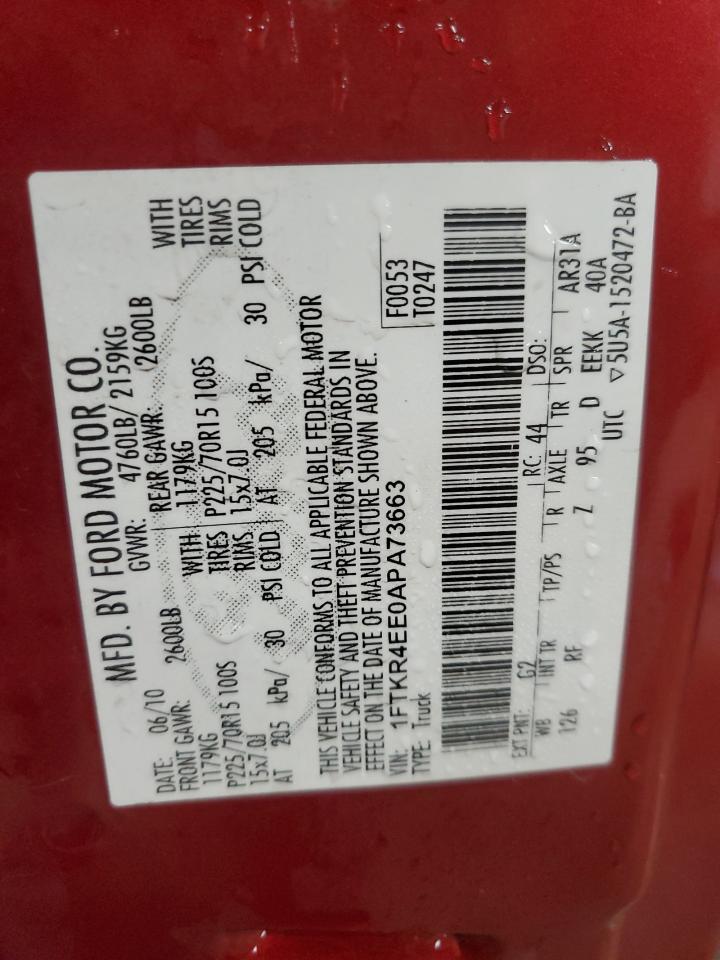 MFD. BY FORD MOTOR CO.
DATE: 06/10 GVWR: 4760LB/ 2159KG
FRONT GAWR: 2600LB REAR GAWR: 2600LB
1179KG WITH 1179KG WITH
P225/70R15 100S TIRES P225/70R15 100S TIRES
15x7.0J RIMS 15x7.0J RIMS
AT 205 kPa/ 30 PSI COLD AT 205 kPa/ 30 PSI COLD
THIS VEHICLE CONFORMS TO ALL APPLICABLE FEDERAL MOTOR
VEHICLE SAFETY AND THEFT PREVENTION STANDARDS IN
EFFECT ON THE DATE OF MANUFACTURE SHOWN ABOVE.
VIN: 1FTKR4EE0APA73663
TYPE: Truck
F0053
T0247
EXT PNT: G2 RC: 44 DSO:
WB INT TR TP/PS R AXLE TR SPR AR31A
126 RF Z 95 D EEKK 40A
UTC ▽5U5A-1520472-BA